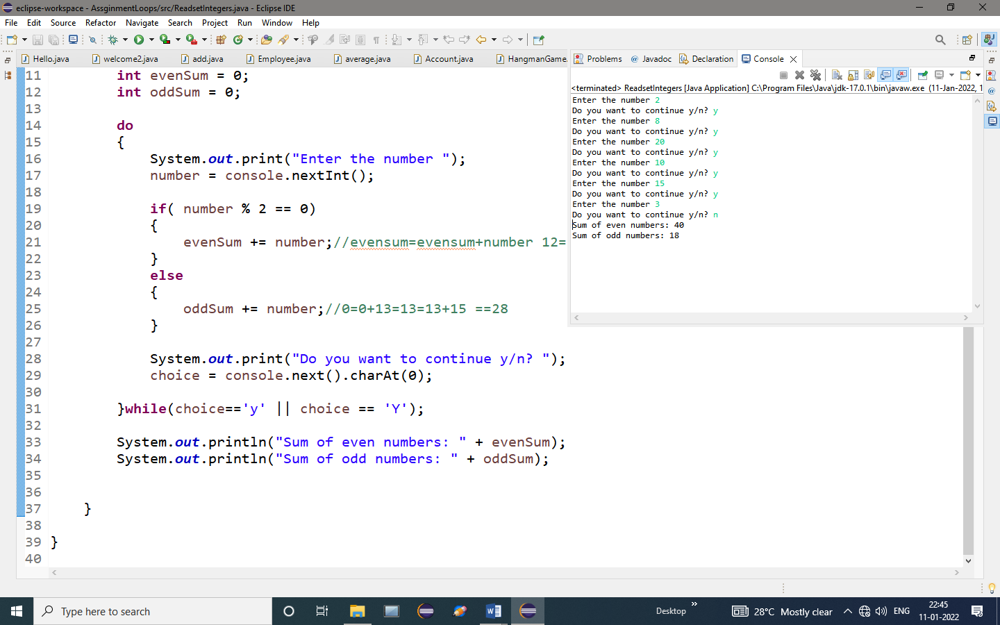 eclipse-workspace - AssginmentLoops/src/ReadsetIntegers.java - Eclipse IDE
File Edit Source Refactor Navigate Search Project Run Window Help
Hello.java welcome2.java add.java Employee.java average.java Account.java HangmanGame.
Problems @ Javadoc Declaration Console
<terminated> ReadsetIntegers [Java Application] C:\Program Files\Java\jdk-17.0.1\bin\javaw.exe (11-Jan-2022, 1
Enter the number 2
Do you want to continue y/n? y
Enter the number 8
Do you want to continue y/n? y
Enter the number 20
Do you want to continue y/n? y
Enter the number 10
Do you want to continue y/n? y
Enter the number 15
Do you want to continue y/n? y
Enter the number 3
Do you want to continue y/n? n
Sum of even numbers: 40
Sum of odd numbers: 18
11 int evenSum = 0;
12 int oddSum = 0;
13
14 do
15 {
16 System.out.print("Enter the number ");
17 number = console.nextInt();
18
19 if( number % 2 == 0)
20 {
21 evenSum += number;//evensum=evensum+number 12=
22 }
23 else
24 {
25 oddSum += number;//0=0+13=13=13+15 ==28
26 }
27
28 System.out.print("Do you want to continue y/n? ");
29 choice = console.next().charAt(0);
30
31 }while(choice=='y' || choice == 'Y');
32
33 System.out.println("Sum of even numbers: " + evenSum);
34 System.out.println("Sum of odd numbers: " + oddSum);
35
36
37 }
38
39 }
40
Type here to search
Desktop
28°C Mostly clear
ENG
22:45
11-01-2022